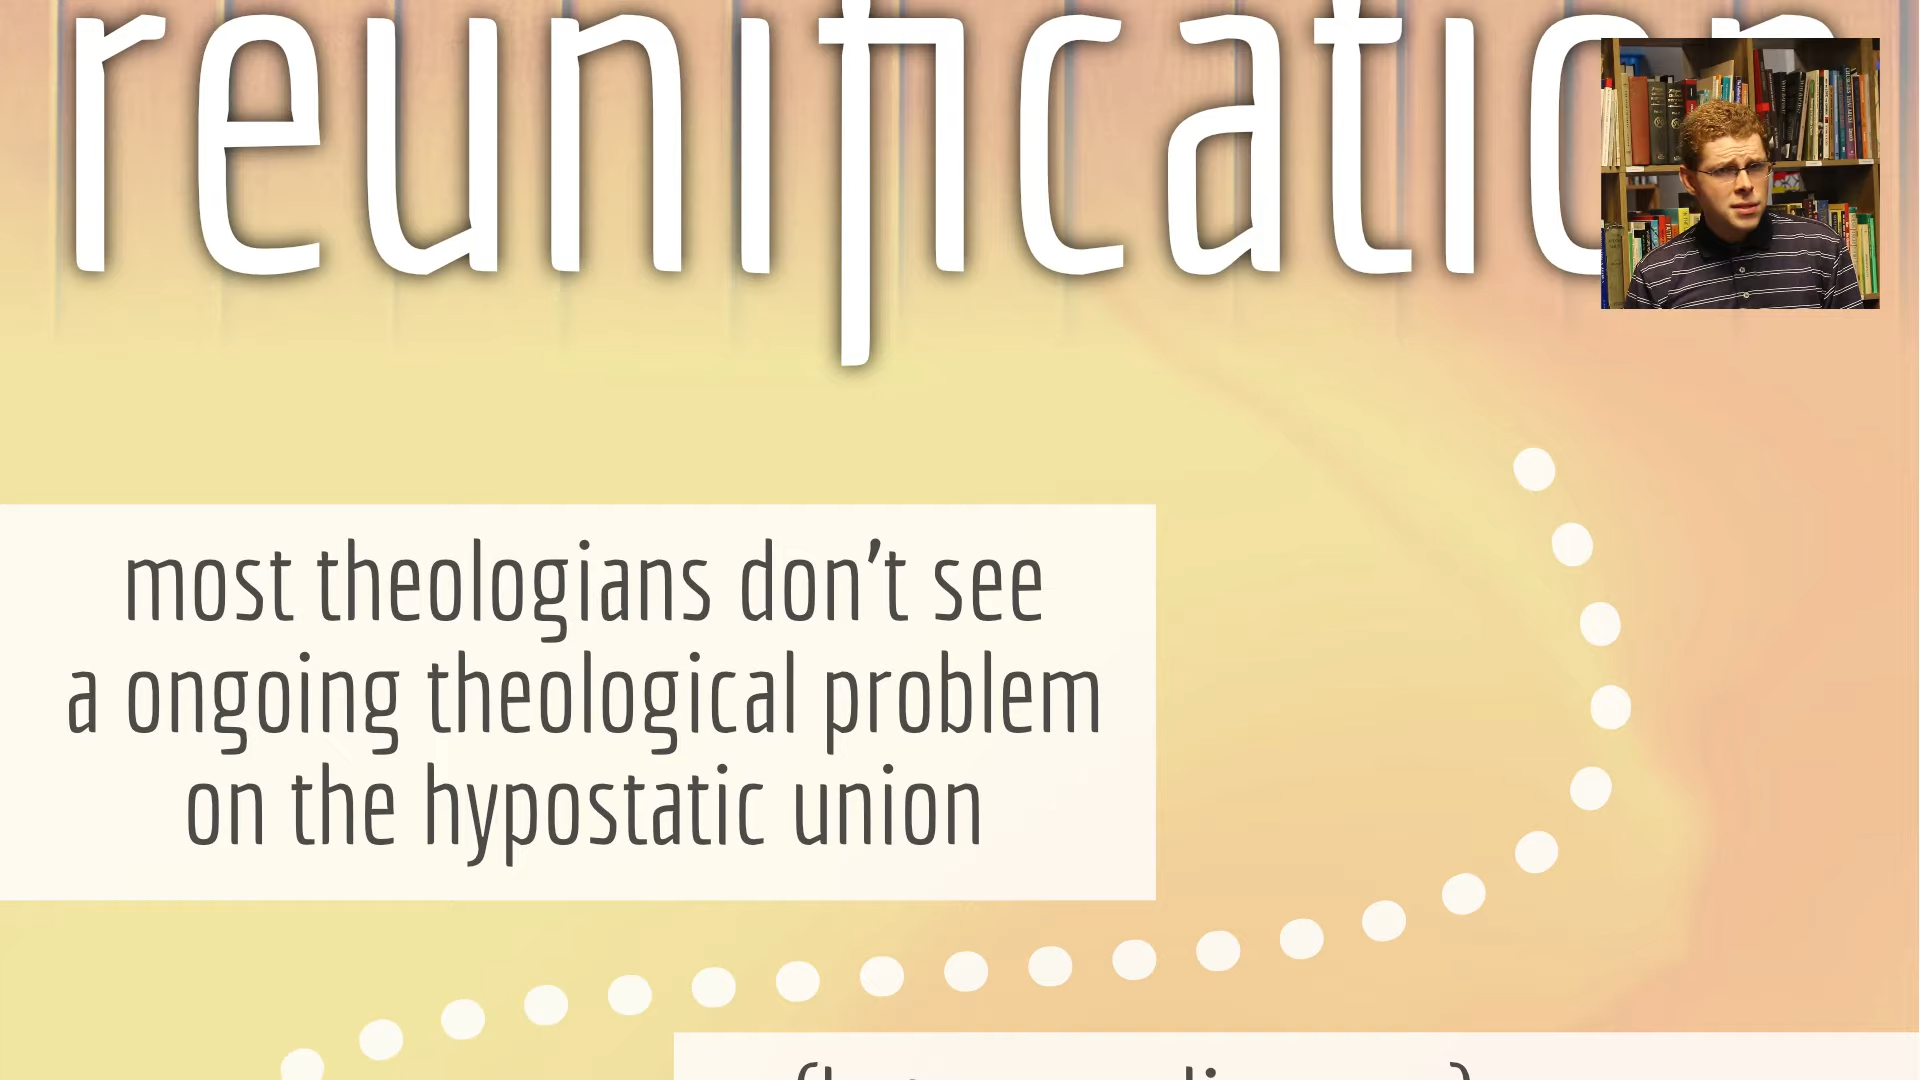 reunification
most theologians don't see
a ongoing theological problem
on the hypostatic union